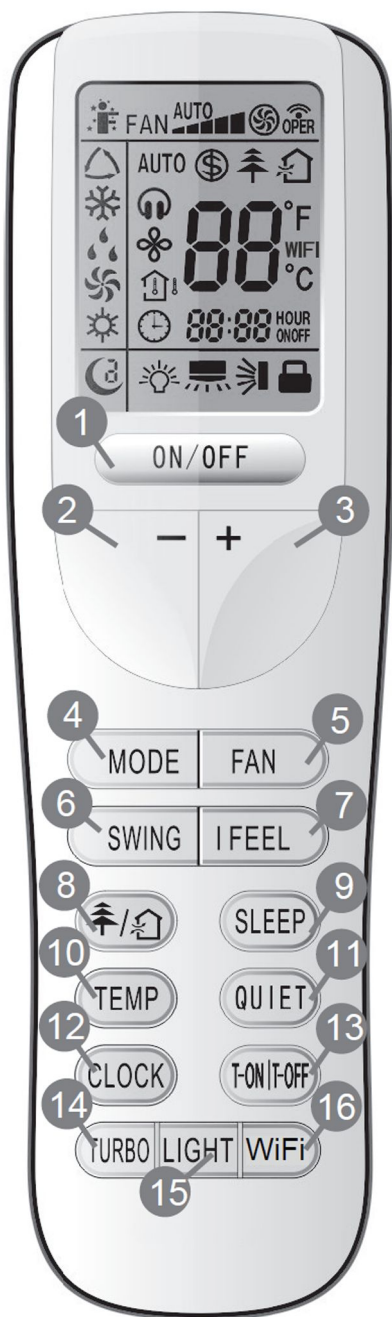 FAN AUTO OPER
AUTO
88 °F
WIFI
°C
88:88 HOUR
ONOFF
1
ON/OFF
2 3
− +
4 5
MODE FAN
6 7
SWING I FEEL
8 9
/ SLEEP
10 11
TEMP QUIET
12 13
CLOCK T-ON|T-OFF
14 16
TURBO LIGHT WiFi
15